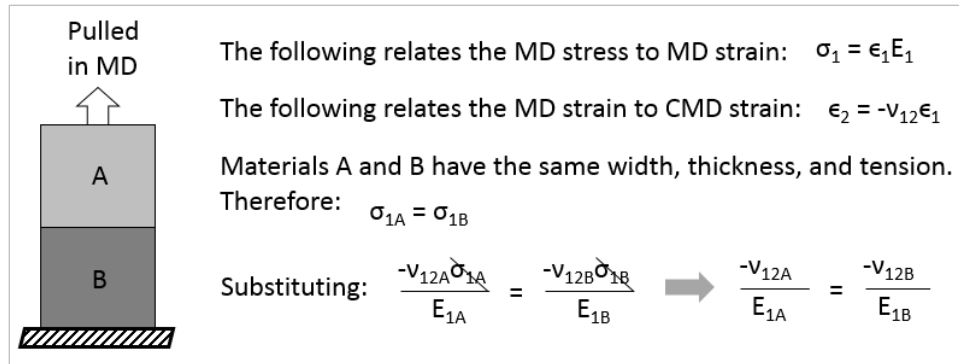 Pulled
in MD
A
B
The following relates the MD stress to MD strain: σ₁ = ϵ₁E₁
The following relates the MD strain to CMD strain: ϵ₂ = -ν₁₂ϵ₁
Materials A and B have the same width, thickness, and tension.
Therefore: σ₁A = σ₁B
Substituting: -ν₁₂Aσ₁A / E₁A = -ν₁₂Bσ₁B / E₁B -ν₁₂A / E₁A = -ν₁₂B / E₁B